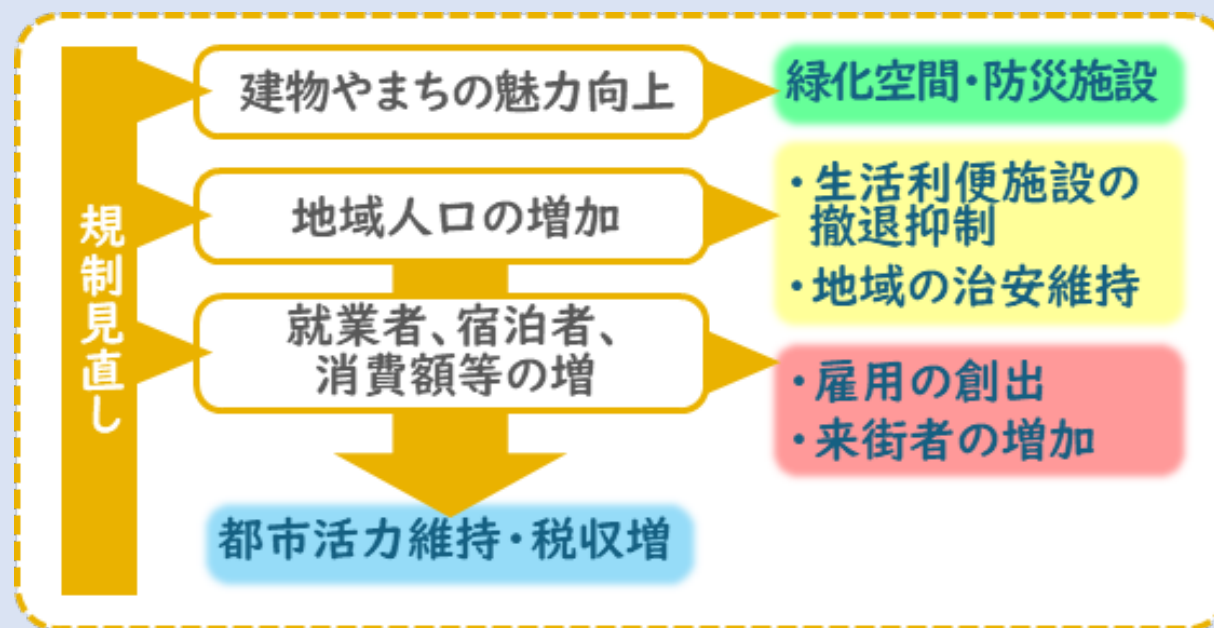 規制見直し
建物やまちの魅力向上
緑化空間・防災施設
地域人口の増加
・生活利便施設の
撤退抑制
・地域の治安維持
就業者、宿泊者、
消費額等の増
・雇用の創出
・来街者の増加
都市活力維持・税収増